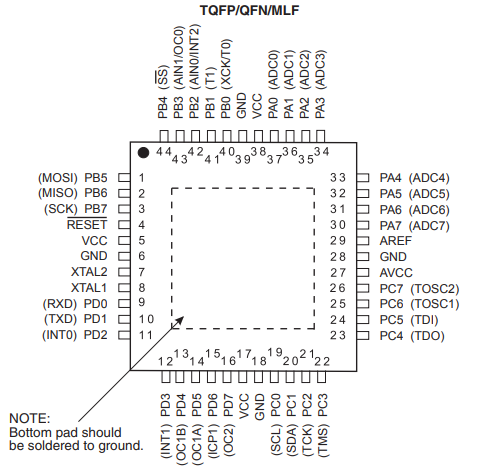 TQFP/QFN/MLF
PB4 (SS)
PB3 (AIN1/OC0)
PB2 (AIN0/INT2)
PB1 (T1)
PB0 (XCK/T0)
GND
VCC
PA0 (ADC0)
PA1 (ADC1)
PA2 (ADC2)
PA3 (ADC3)
44 43 42 41 40 39 38 37 36 35 34
(MOSI) PB5 1
(MISO) PB6 2
(SCK) PB7 3
RESET 4
VCC 5
GND 6
XTAL2 7
XTAL1 8
(RXD) PD0 9
(TXD) PD1 10
(INT0) PD2 11
33 PA4 (ADC4)
32 PA5 (ADC5)
31 PA6 (ADC6)
30 PA7 (ADC7)
29 AREF
28 GND
27 AVCC
26 PC7 (TOSC2)
25 PC6 (TOSC1)
24 PC5 (TDI)
23 PC4 (TDO)
12 13 14 15 16 17 18 19 20 21 22
(INT1) PD3
(OC1B) PD4
(OC1A) PD5
(ICP1) PD6
(OC2) PD7
VCC
GND
(SCL) PC0
(SDA) PC1
(TCK) PC2
(TMS) PC3
NOTE:
Bottom pad should
be soldered to ground.